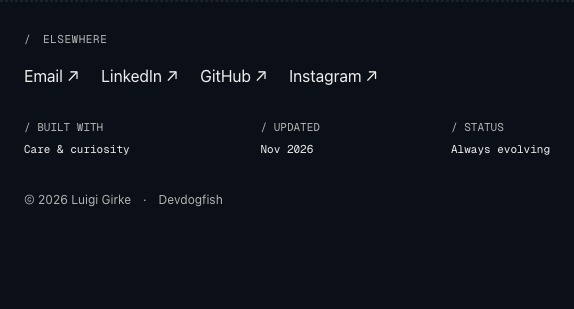 / ELSEWHERE
Email ↗ LinkedIn ↗ GitHub ↗ Instagram ↗
/ BUILT WITH / UPDATED / STATUS
Care & curiosity Nov 2026 Always evolving
© 2026 Luigi Girke · Devdogfish